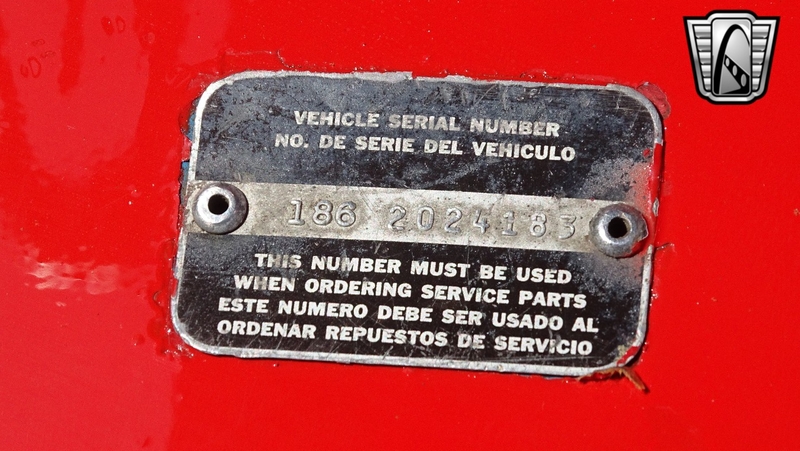 VEHICLE SERIAL NUMBER
NO. DE SERIE DEL VEHICULO
186 2024183
THIS NUMBER MUST BE USED
WHEN ORDERING SERVICE PARTS
ESTE NUMERO DEBE SER USADO AL
ORDENAR REPUESTOS DE SERVICIO